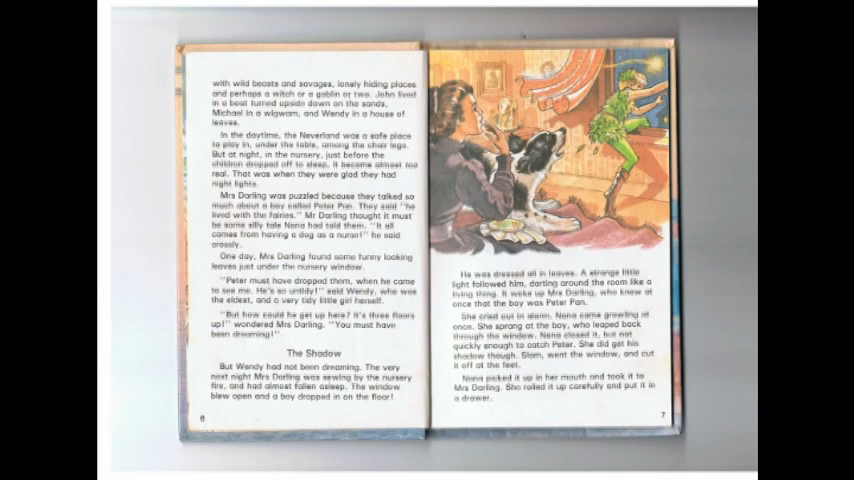 with wild beasts and savages, lonely hiding places
and perhaps a witch or a goblin or two. John lived
in a boat turned upside down on the sands,
Michael in a wigwam, and Wendy in a house of
leaves.
In the daytime, the Neverland was a safe place
to play in, under the table, among the chair legs.
But at night, in the nursery, just before the
children dropped off to sleep, it became almost too
real. That was when they were glad they had
night lights.
Mrs Darling was puzzled because they talked so
much about a boy called Peter Pan. They said "he
lived with the fairies." Mr Darling thought it must
be some silly tale Nana had told them. "It all
comes from having a dog as a nurse!" he said
crossly.
One day, Mrs Darling found some funny looking
leaves just under the nursery window.
"Peter must have dropped them, when he came
to see me. He's so untidy!" said Wendy, who was
the eldest, and a very tidy little girl herself.
"But how could he get up here? It's three floors
up!" wondered Mrs Darling. "You must have
been dreaming!"
The Shadow
But Wendy had not been dreaming. The very
next night Mrs Darling was sewing by the nursery
fire, and had almost fallen asleep. The window
blew open and a boy dropped in on the floor!
6
He was dressed all in leaves. A strange little
light followed him, darting around the room like a
living thing. It woke up Mrs Darling, who knew at
once that the boy was Peter Pan.
She cried out in alarm. Nana came growling at
once. She sprang at the boy, who leaped back
through the window. Nana closed it, but not
quickly enough to catch Peter. She did get his
shadow though. Slam, went the window, and cut
it off at the feet.
Nana picked it up in her mouth and took it to
Mrs Darling. She rolled it up carefully and put it in
a drawer.
7